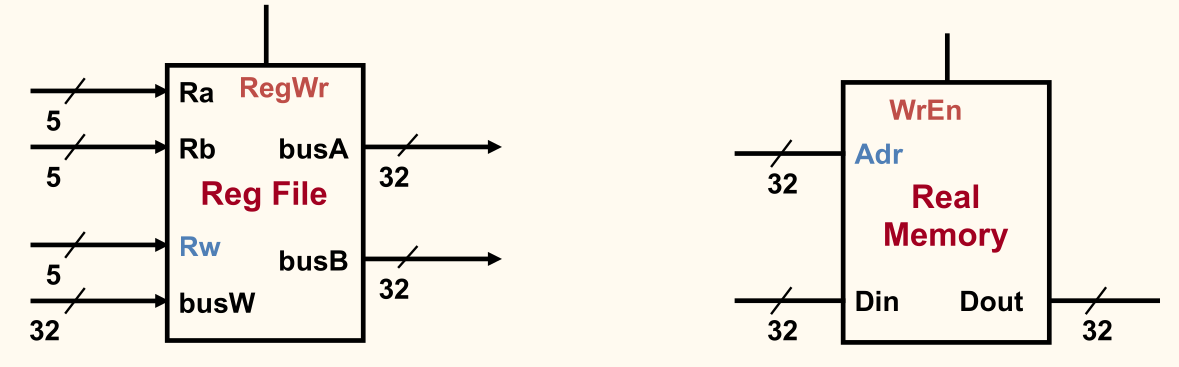 Ra
RegWr
5
Rb
busA
5
32
Reg File
Rw
busB
5
32
busW
32
WrEn
Adr
32
Real
Memory
Din
Dout
32
32